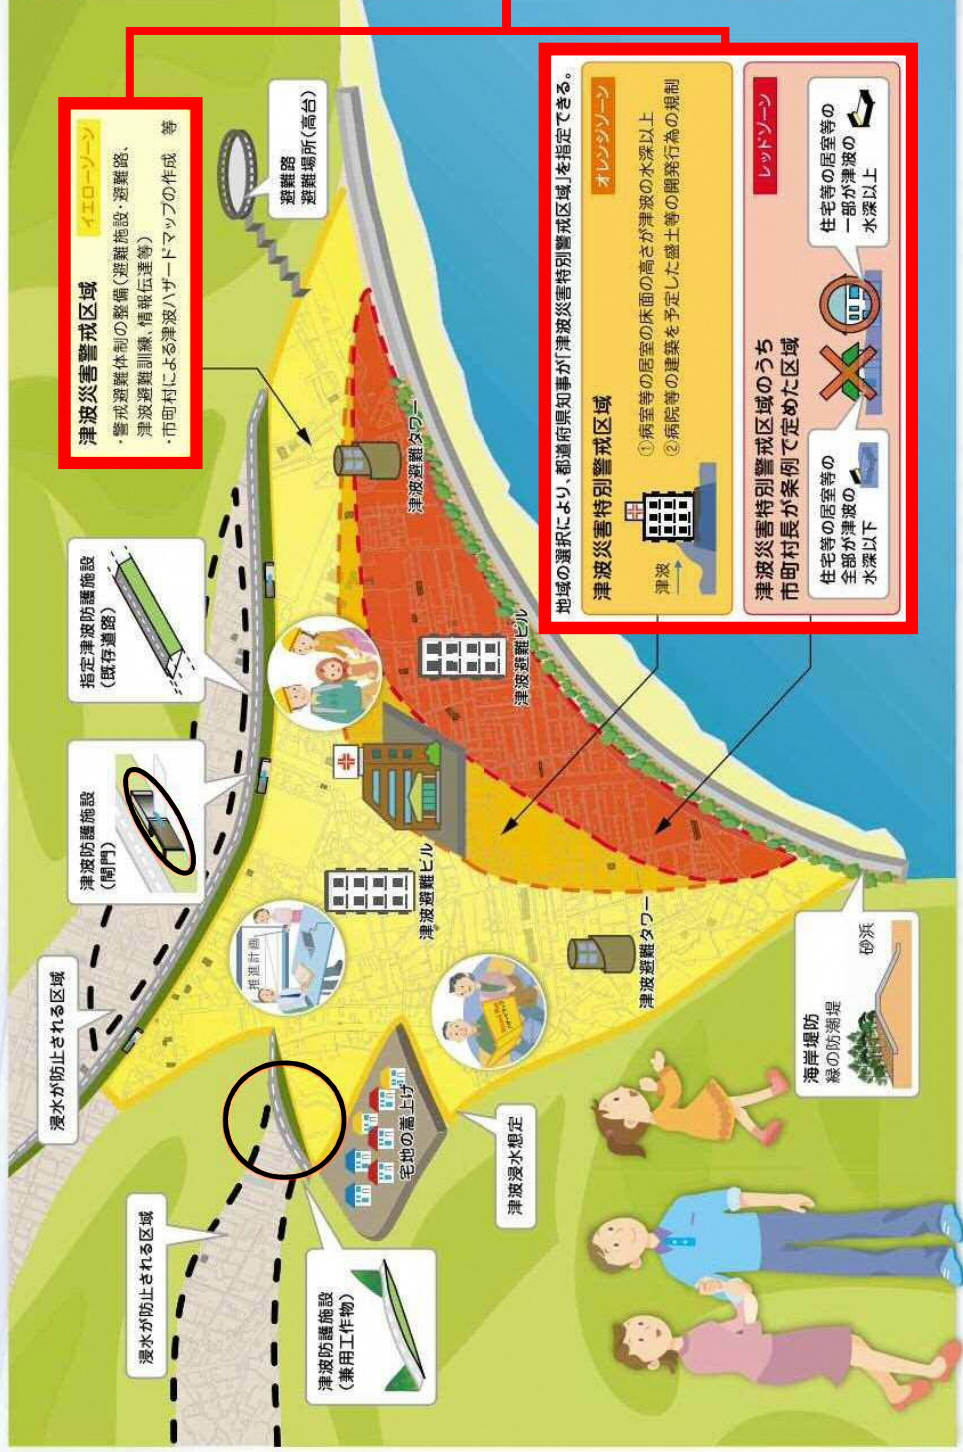 津波災害警戒区域
イエローゾーン
・警戒避難体制の整備(避難施設・避難路、
津波避難訓練、情報伝達等)
・市町村による津波ハザードマップの作成 等
避難路
避難場所(高台)
地域の選択により、都道府県知事が「津波災害特別警戒区域」を指定できる。
津波災害特別警戒区域
オレンジゾーン
①病室等の居室の床面の高さが津波の水深以上
②病院等の建築を予定した盛土等の開発行為の規制
津波
津波災害特別警戒区域のうち
市町村長が条例で定めた区域
レッドゾーン
住宅等の居室等の
全部が津波の
水深以下
住宅等の居室等の
一部が津波の
水深以上
指定津波防護施設
(既存道路)
津波防護施設
(閘門)
浸水が防止される区域
浸水が防止される区域
津波防護施設
(兼用工作物)
推進計画
津波避難タワー
津波避難ビル
津波避難ビル
津波避難タワー
宅地の嵩上げ
津波浸水想定
海岸堤防
緑の防潮堤
砂浜